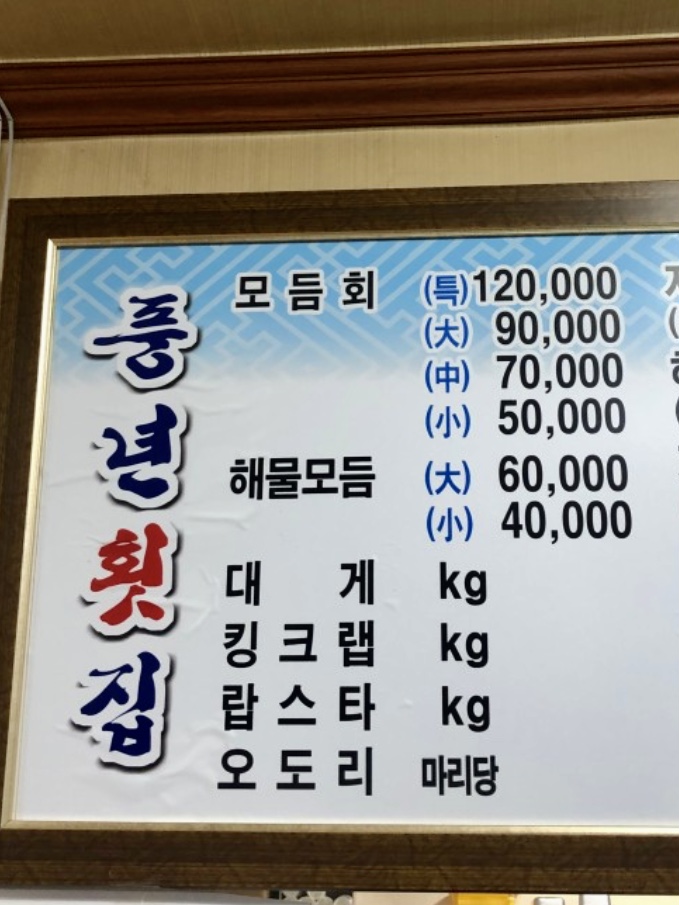 풍년횟집
모듬회 (특) 120,000
(大) 90,000
(中) 70,000
(小) 50,000
해물모듬 (大) 60,000
(小) 40,000
대게 kg
킹크랩 kg
랍스타 kg
오도리 마리당